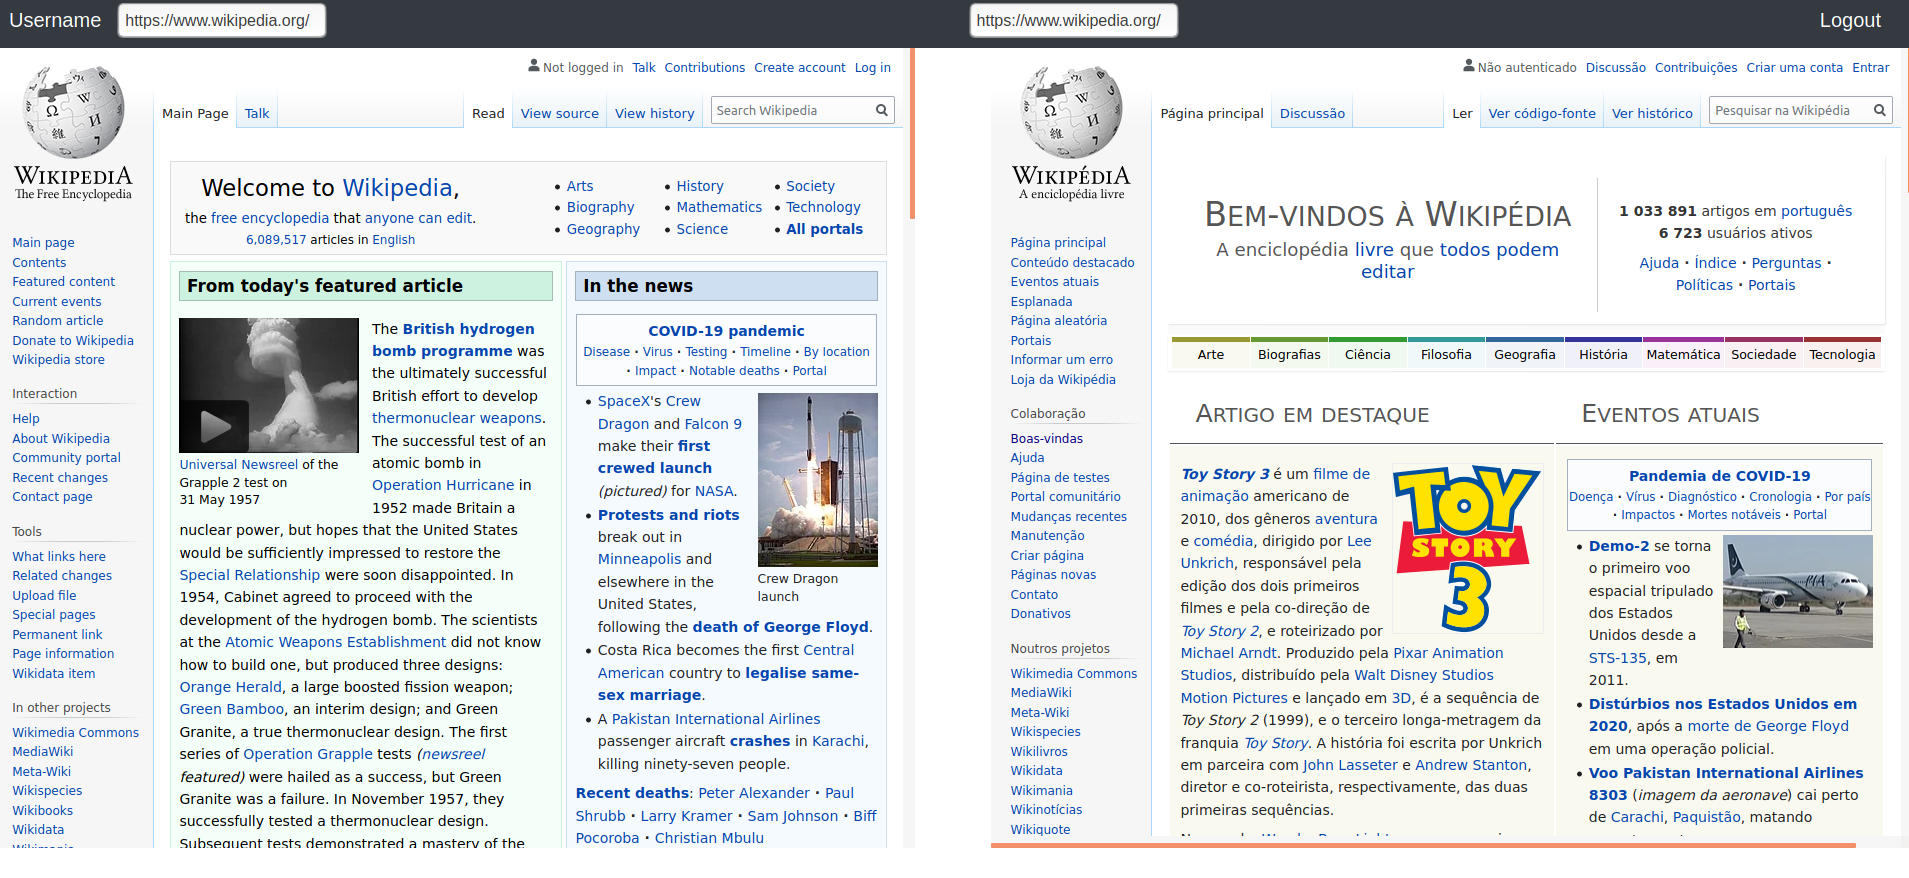 Username https://www.wikipedia.org/ https://www.wikipedia.org/ Logout
Not logged in Talk Contributions Create account Log in
Main Page Talk Read View source View history Search Wikipedia
WIKIPEDIA
The Free Encyclopedia
Main page
Contents
Featured content
Current events
Random article
Donate to Wikipedia
Wikipedia store
Interaction
Help
About Wikipedia
Community portal
Recent changes
Contact page
Tools
What links here
Related changes
Upload file
Special pages
Permanent link
Page information
Wikidata item
In other projects
Wikimedia Commons
MediaWiki
Meta-Wiki
Wikispecies
Wikibooks
Wikidata
Welcome to Wikipedia,
the free encyclopedia that anyone can edit.
6,089,517 articles in English
• Arts
• Biography
• Geography
• History
• Mathematics
• Science
• Society
• Technology
• All portals
From today's featured article
The British hydrogen
bomb programme was
the ultimately successful
British effort to develop
thermonuclear weapons.
The successful test of an
atomic bomb in
Operation Hurricane in
1952 made Britain a
Universal Newsreel of the
Grapple 2 test on
31 May 1957
nuclear power, but hopes that the United States
would be sufficiently impressed to restore the
Special Relationship were soon disappointed. In
1954, Cabinet agreed to proceed with the
development of the hydrogen bomb. The scientists
at the Atomic Weapons Establishment did not know
how to build one, but produced three designs:
Orange Herald, a large boosted fission weapon;
Green Bamboo, an interim design; and Green
Granite, a true thermonuclear design. The first
series of Operation Grapple tests (newsreel
featured) were hailed as a success, but Green
Granite was a failure. In November 1957, they
successfully tested a thermonuclear design.
Subsequent tests demonstrated a mastery of the
In the news
COVID-19 pandemic
Disease · Virus · Testing · Timeline · By location
· Impact · Notable deaths · Portal
• SpaceX's Crew
Dragon and Falcon 9
make their first
crewed launch
(pictured) for NASA.
• Protests and riots
break out in
Minneapolis and
elsewhere in the
United States,
following the death of George Floyd.
Crew Dragon
launch
• Costa Rica becomes the first Central
American country to legalise same-
sex marriage.
• A Pakistan International Airlines
passenger aircraft crashes in Karachi,
killing ninety-seven people.
Recent deaths: Peter Alexander · Paul
Shrubb · Larry Kramer · Sam Johnson · Biff
Pocoroba · Christian Mbulu
Não autenticado Discussão Contribuições Criar uma conta Entrar
Página principal Discussão Ler Ver código-fonte Ver histórico Pesquisar na Wikipédia
WIKIPÉDIA
A enciclopédia livre
Página principal
Conteúdo destacado
Eventos atuais
Esplanada
Página aleatória
Portais
Informar um erro
Loja da Wikipédia
Colaboração
Boas-vindas
Ajuda
Página de testes
Portal comunitário
Mudanças recentes
Manutenção
Criar página
Páginas novas
Contato
Donativos
Noutros projetos
Wikimedia Commons
MediaWiki
Meta-Wiki
Wikispecies
Wikilivros
Wikidata
Wikimania
Wikinotícias
Wikiquote
BEM-VINDOS À WIKIPÉDIA
A enciclopédia livre que todos podem
editar
1 033 891 artigos em português
6 723 usuários ativos
Ajuda · Índice · Perguntas ·
Políticas · Portais
Arte Biografias Ciência Filosofia Geografia História Matemática Sociedade Tecnologia
ARTIGO EM DESTAQUE
Toy Story 3 é um filme de
animação americano de
2010, dos gêneros aventura
e comédia, dirigido por Lee
Unkrich, responsável pela
edição dos dois primeiros
filmes e pela co-direção de
Toy Story 2, e roteirizado por
Michael Arndt. Produzido pela Pixar Animation
Studios, distribuído pela Walt Disney Studios
Motion Pictures e lançado em 3D, é a sequência de
Toy Story 2 (1999), e o terceiro longa-metragem da
franquia Toy Story. A história foi escrita por Unkrich
em parceria com John Lasseter e Andrew Stanton,
diretor e co-roteirista, respectivamente, das duas
primeiras sequências.
TOY
STORY
3
EVENTOS ATUAIS
Pandemia de COVID-19
Doença · Vírus · Diagnóstico · Cronologia · Por país
· Impactos · Mortes notáveis · Portal
• Demo-2 se torna
o primeiro voo
espacial tripulado
dos Estados
Unidos desde a
STS-135, em
2011.
PIA
• Distúrbios nos Estados Unidos em
2020, após a morte de George Floyd
em uma operação policial.
• Voo Pakistan International Airlines
8303 (imagem da aeronave) cai perto
de Carachi, Paquistão, matando